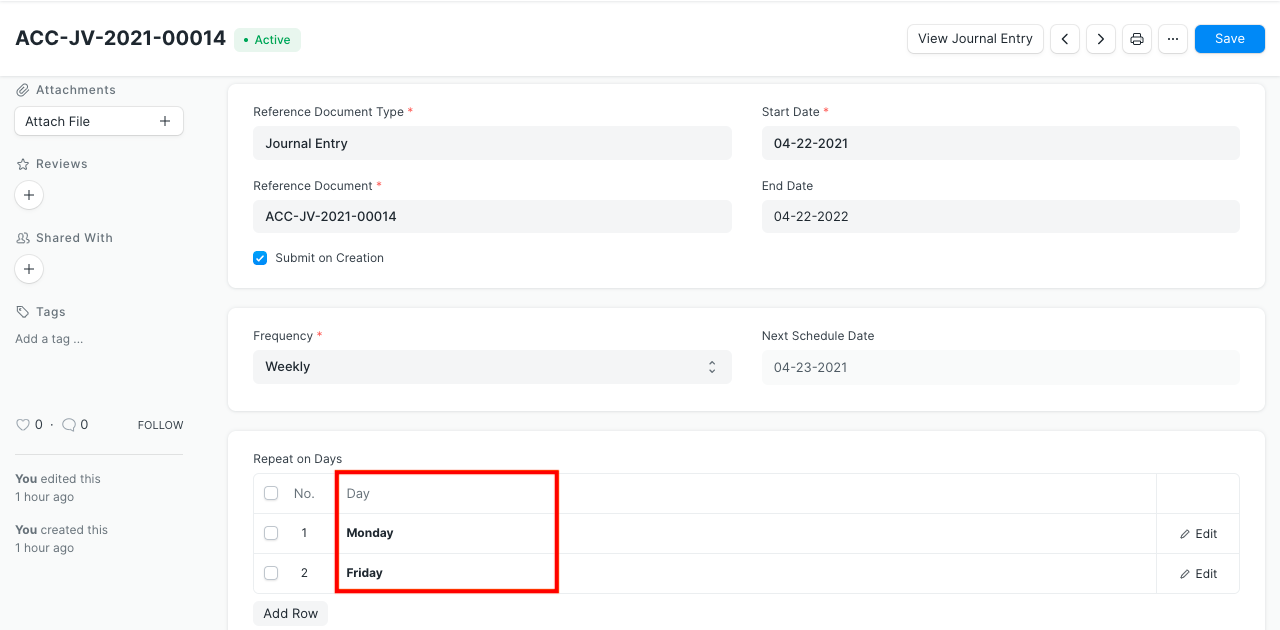 ACC-JV-2021-00014
• Active
View Journal Entry
Save
Attachments
Attach File
Reviews
Shared With
Tags
Add a tag ...
0 · 0 FOLLOW
You edited this
1 hour ago
You created this
1 hour ago
Reference Document Type *
Journal Entry
Start Date *
04-22-2021
Reference Document *
ACC-JV-2021-00014
End Date
04-22-2022
Submit on Creation
Frequency *
Weekly
Next Schedule Date
04-23-2021
Repeat on Days
No. Day
1 Monday Edit
2 Friday Edit
Add Row